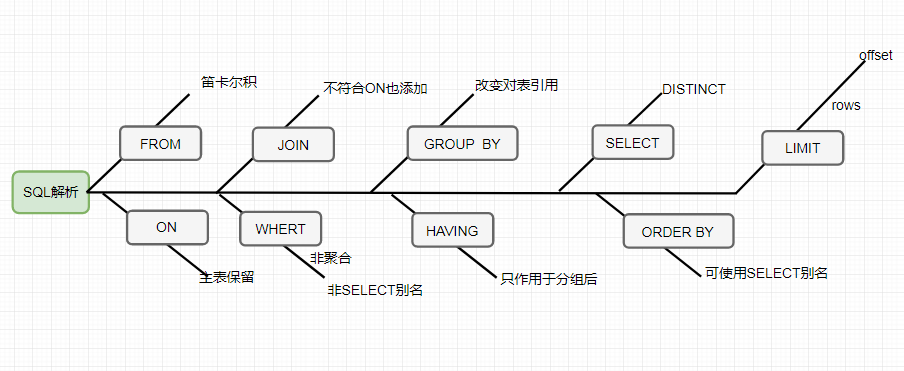 offset
笛卡尔积
不符合ON也添加
改变对表引用
DISTINCT
rows
FROM
JOIN
GROUP BY
SELECT
LIMIT
SQL解析
ON
WHERT
HAVING
ORDER BY
主表保留
非聚合
非SELECT别名
只作用于分组后
可使用SELECT别名